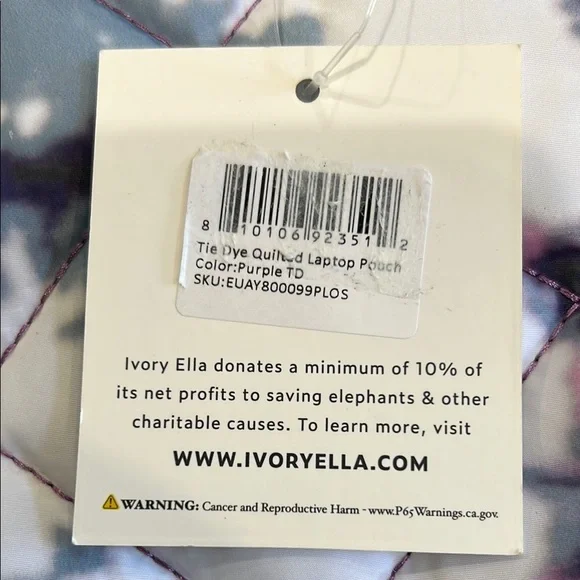 8 10106 92351 2
Tie Dye Quilted Laptop Pouch
Color:Purple TD
SKU:EUAY800099PLOS
Ivory Ella donates a minimum of 10% of
its net profits to saving elephants & other
charitable causes. To learn more, visit
WWW.IVORYELLA.COM
WARNING: Cancer and Reproductive Harm - www.P65Warnings.ca.gov.